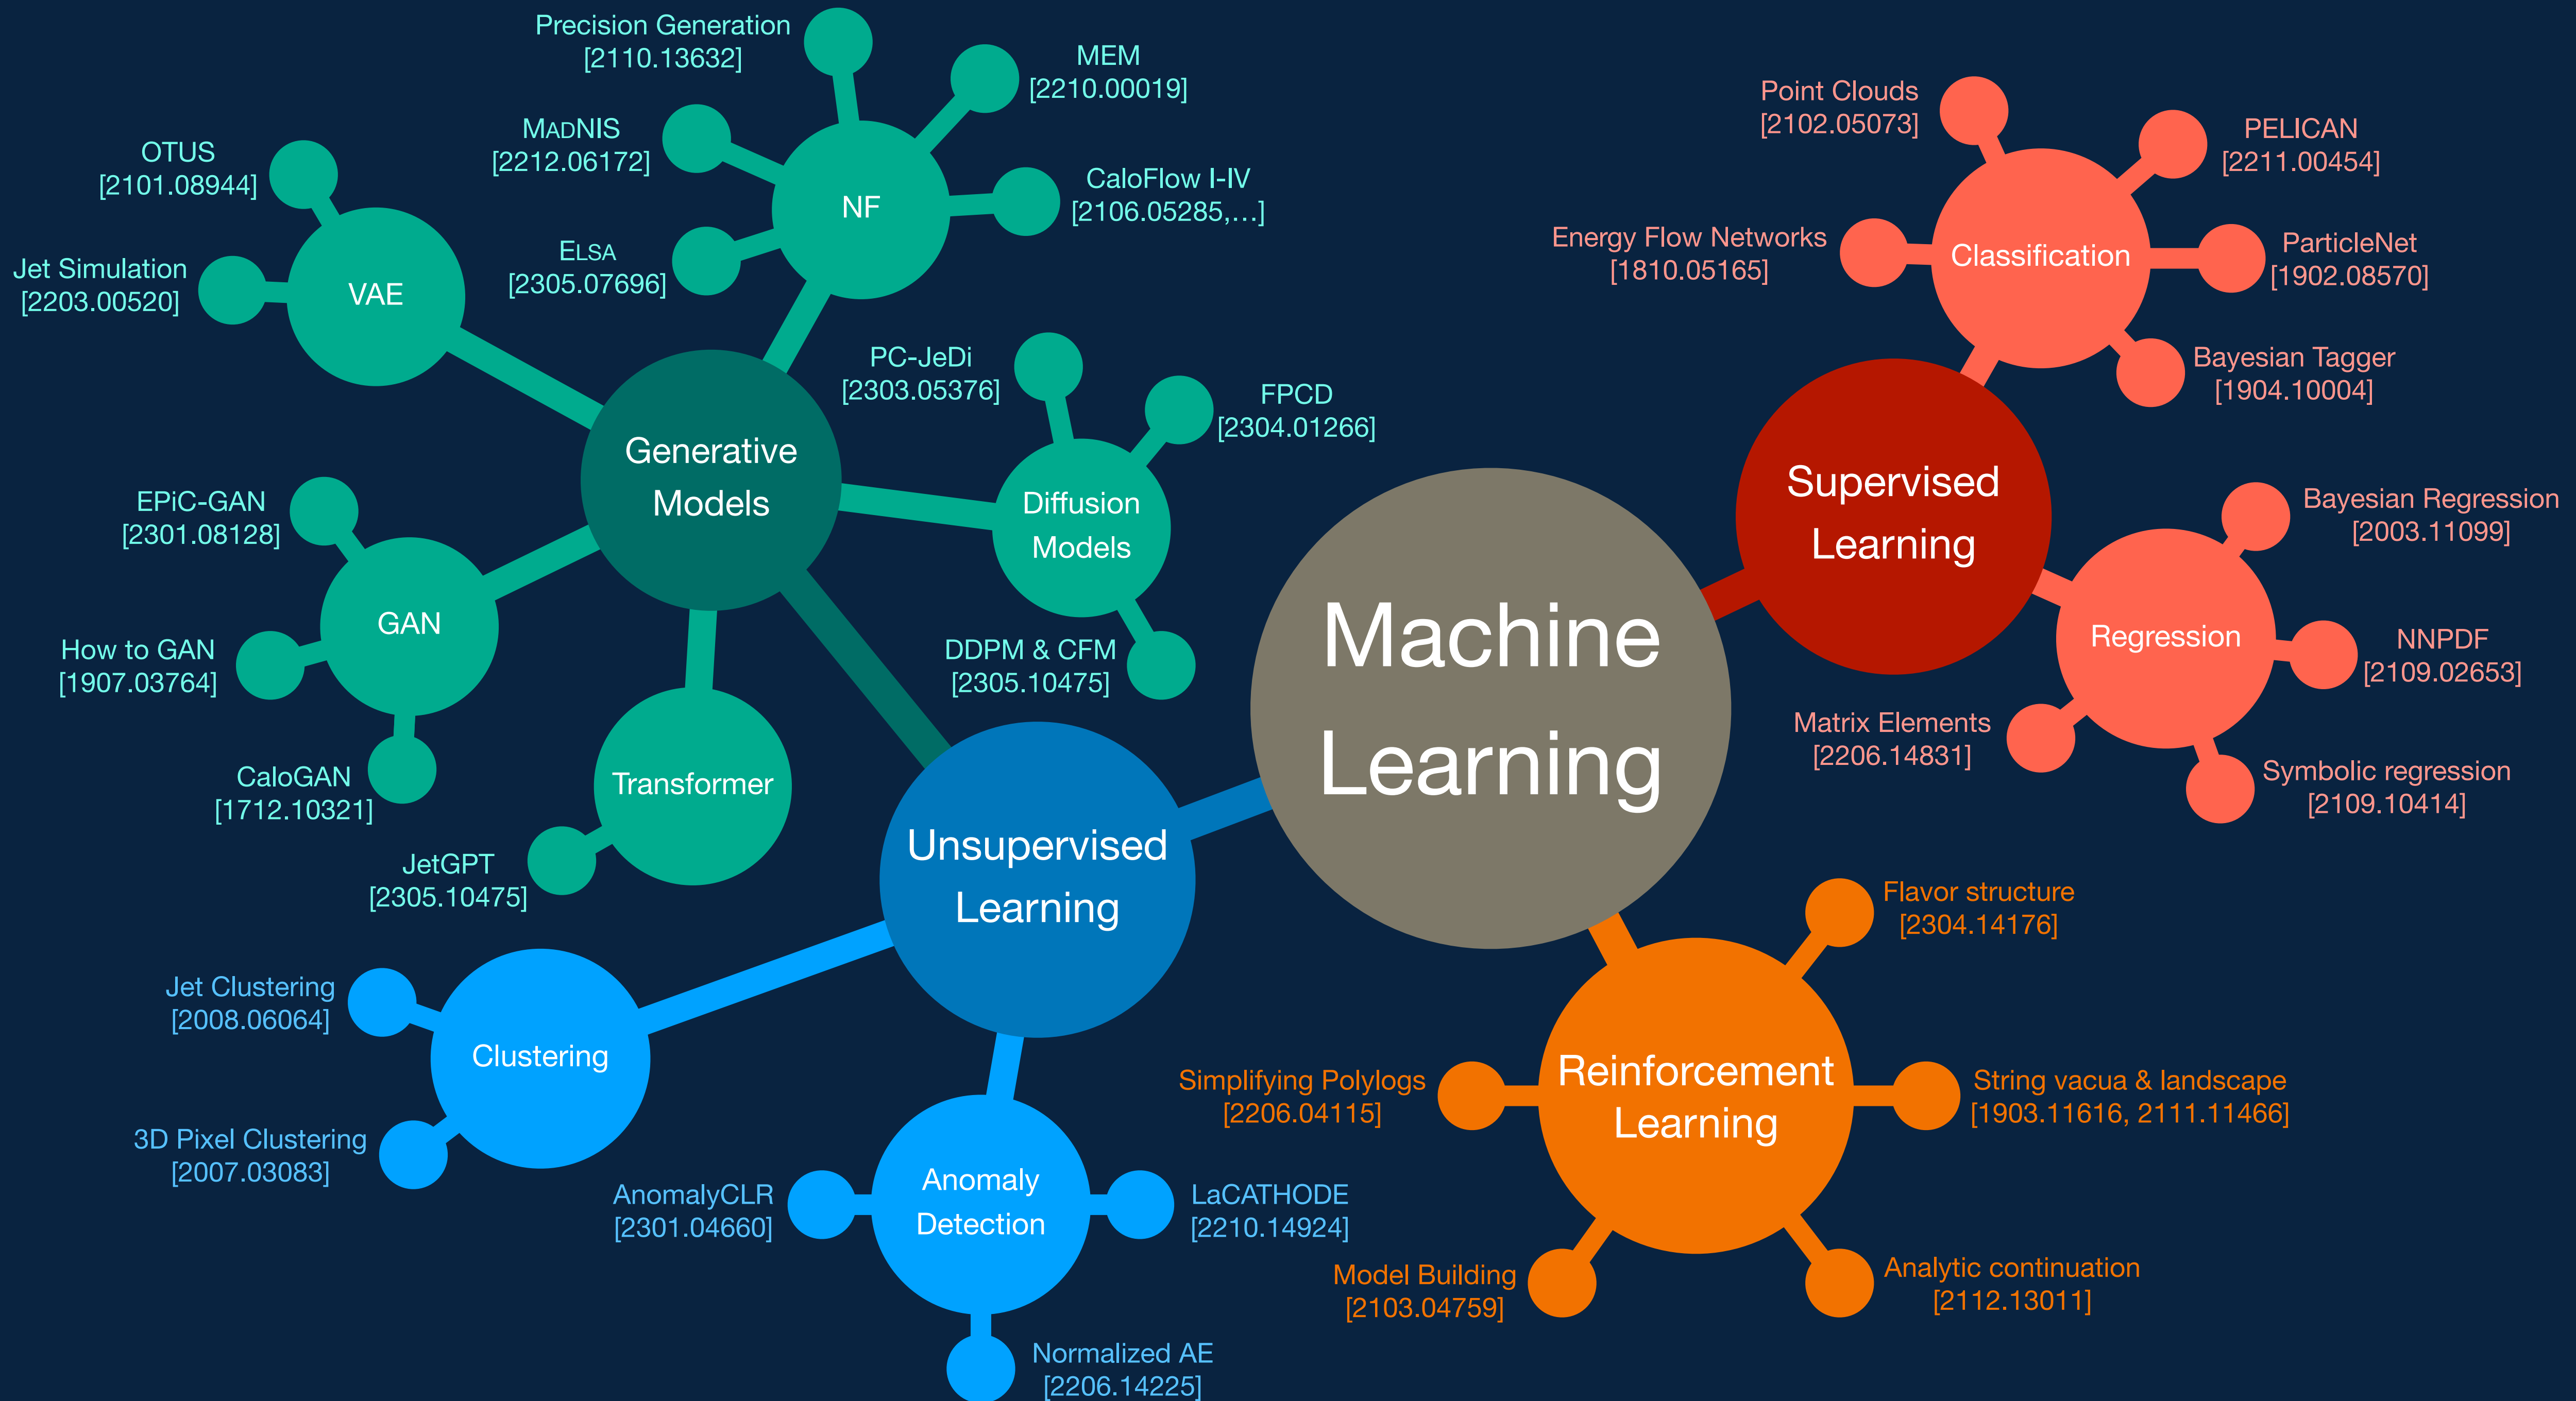 Precision Generation
[2110.13632]
MEM
[2210.00019]
MADNIS
[2212.06172]
CaloFlow I-IV
[2106.05285,...]
ELSA
[2305.07696]
NF
OTUS
[2101.08944]
Jet Simulation
[2203.00520]
VAE
Generative
Models
PC-JeDi
[2303.05376]
FPCD
[2304.01266]
Diffusion
Models
DDPM & CFM
[2305.10475]
EPiC-GAN
[2301.08128]
GAN
How to GAN
[1907.03764]
CaloGAN
[1712.10321]
Transformer
JetGPT
[2305.10475]
Machine
Learning
Unsupervised
Learning
Jet Clustering
[2008.06064]
Clustering
3D Pixel Clustering
[2007.03083]
Anomaly
Detection
AnomalyCLR
[2301.04660]
LaCATHODE
[2210.14924]
Normalized AE
[2206.14225]
Supervised
Learning
Point Clouds
[2102.05073]
PELICAN
[2211.00454]
Energy Flow Networks
[1810.05165]
Classification
ParticleNet
[1902.08570]
Bayesian Tagger
[1904.10004]
Bayesian Regression
[2003.11099]
Regression
NNPDF
[2109.02653]
Matrix Elements
[2206.14831]
Symbolic regression
[2109.10414]
Reinforcement
Learning
Flavor structure
[2304.14176]
Simplifying Polylogs
[2206.04115]
String vacua & landscape
[1903.11616, 2111.11466]
Model Building
[2103.04759]
Analytic continuation
[2112.13011]